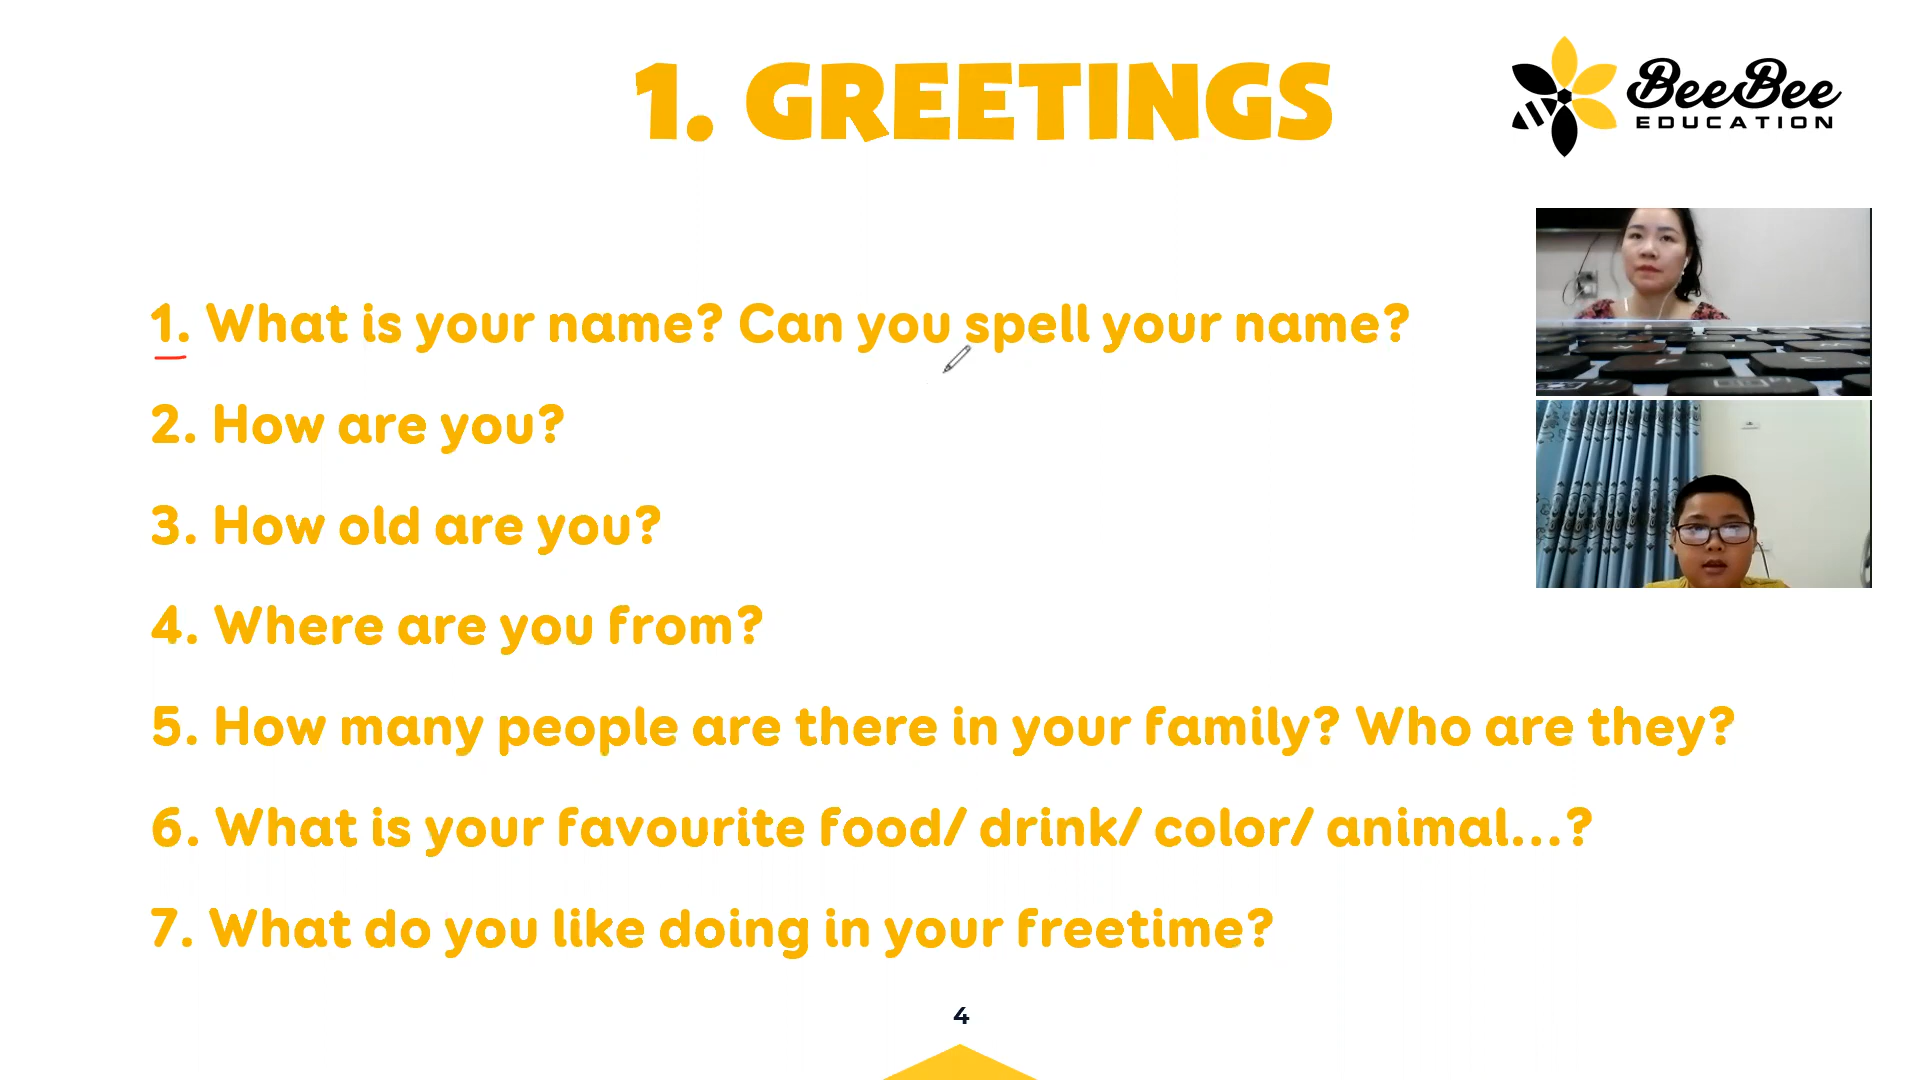 1. GREETINGS
BeeBee
EDUCATION
1. What is your name? Can you spell your name?
2. How are you?
3. How old are you?
4. Where are you from?
5. How many people are there in your family? Who are they?
6. What is your favourite food/ drink/ color/ animal...?
7. What do you like doing in your freetime?
4